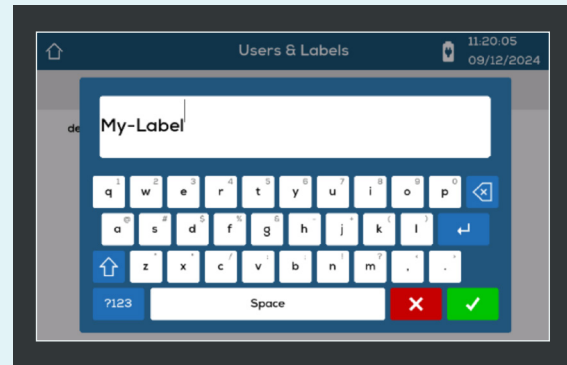 Users & Labels
11:20:05
09/12/2024
de
My-Label
q 1 w 2 e 3 r 4 t 5 y 6 u 7 i 8 o 9 p 0
a @ s # d $ f % g & h - j + k ( l )
z x c / v b n m ? , .
?123 Space